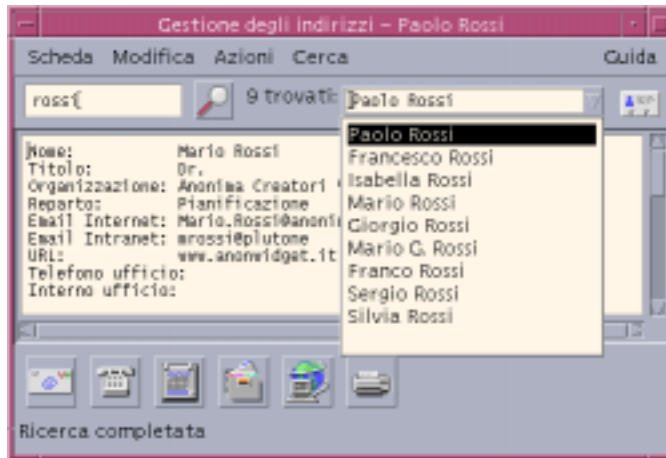 Gestione degli indirizzi – Paolo Rossi
Scheda Modifica Azioni Cerca Guida
rossi
9 trovati: Paolo Rossi
Paolo Rossi
Francesco Rossi
Isabella Rossi
Mario Rossi
Giorgio Rossi
Mario G. Rossi
Franco Rossi
Sergio Rossi
Silvia Rossi
Nome: Mario Rossi
Titolo: Dr.
Organizzazione: Anonima Creatori
Reparto: Pianificazione
Email Internet: Mario.Rossi@anoni
Email Intranet: mrossi@plutone
URL: www.anonwidget.it
Telefono ufficio:
Interno ufficio:
Ricerca completata